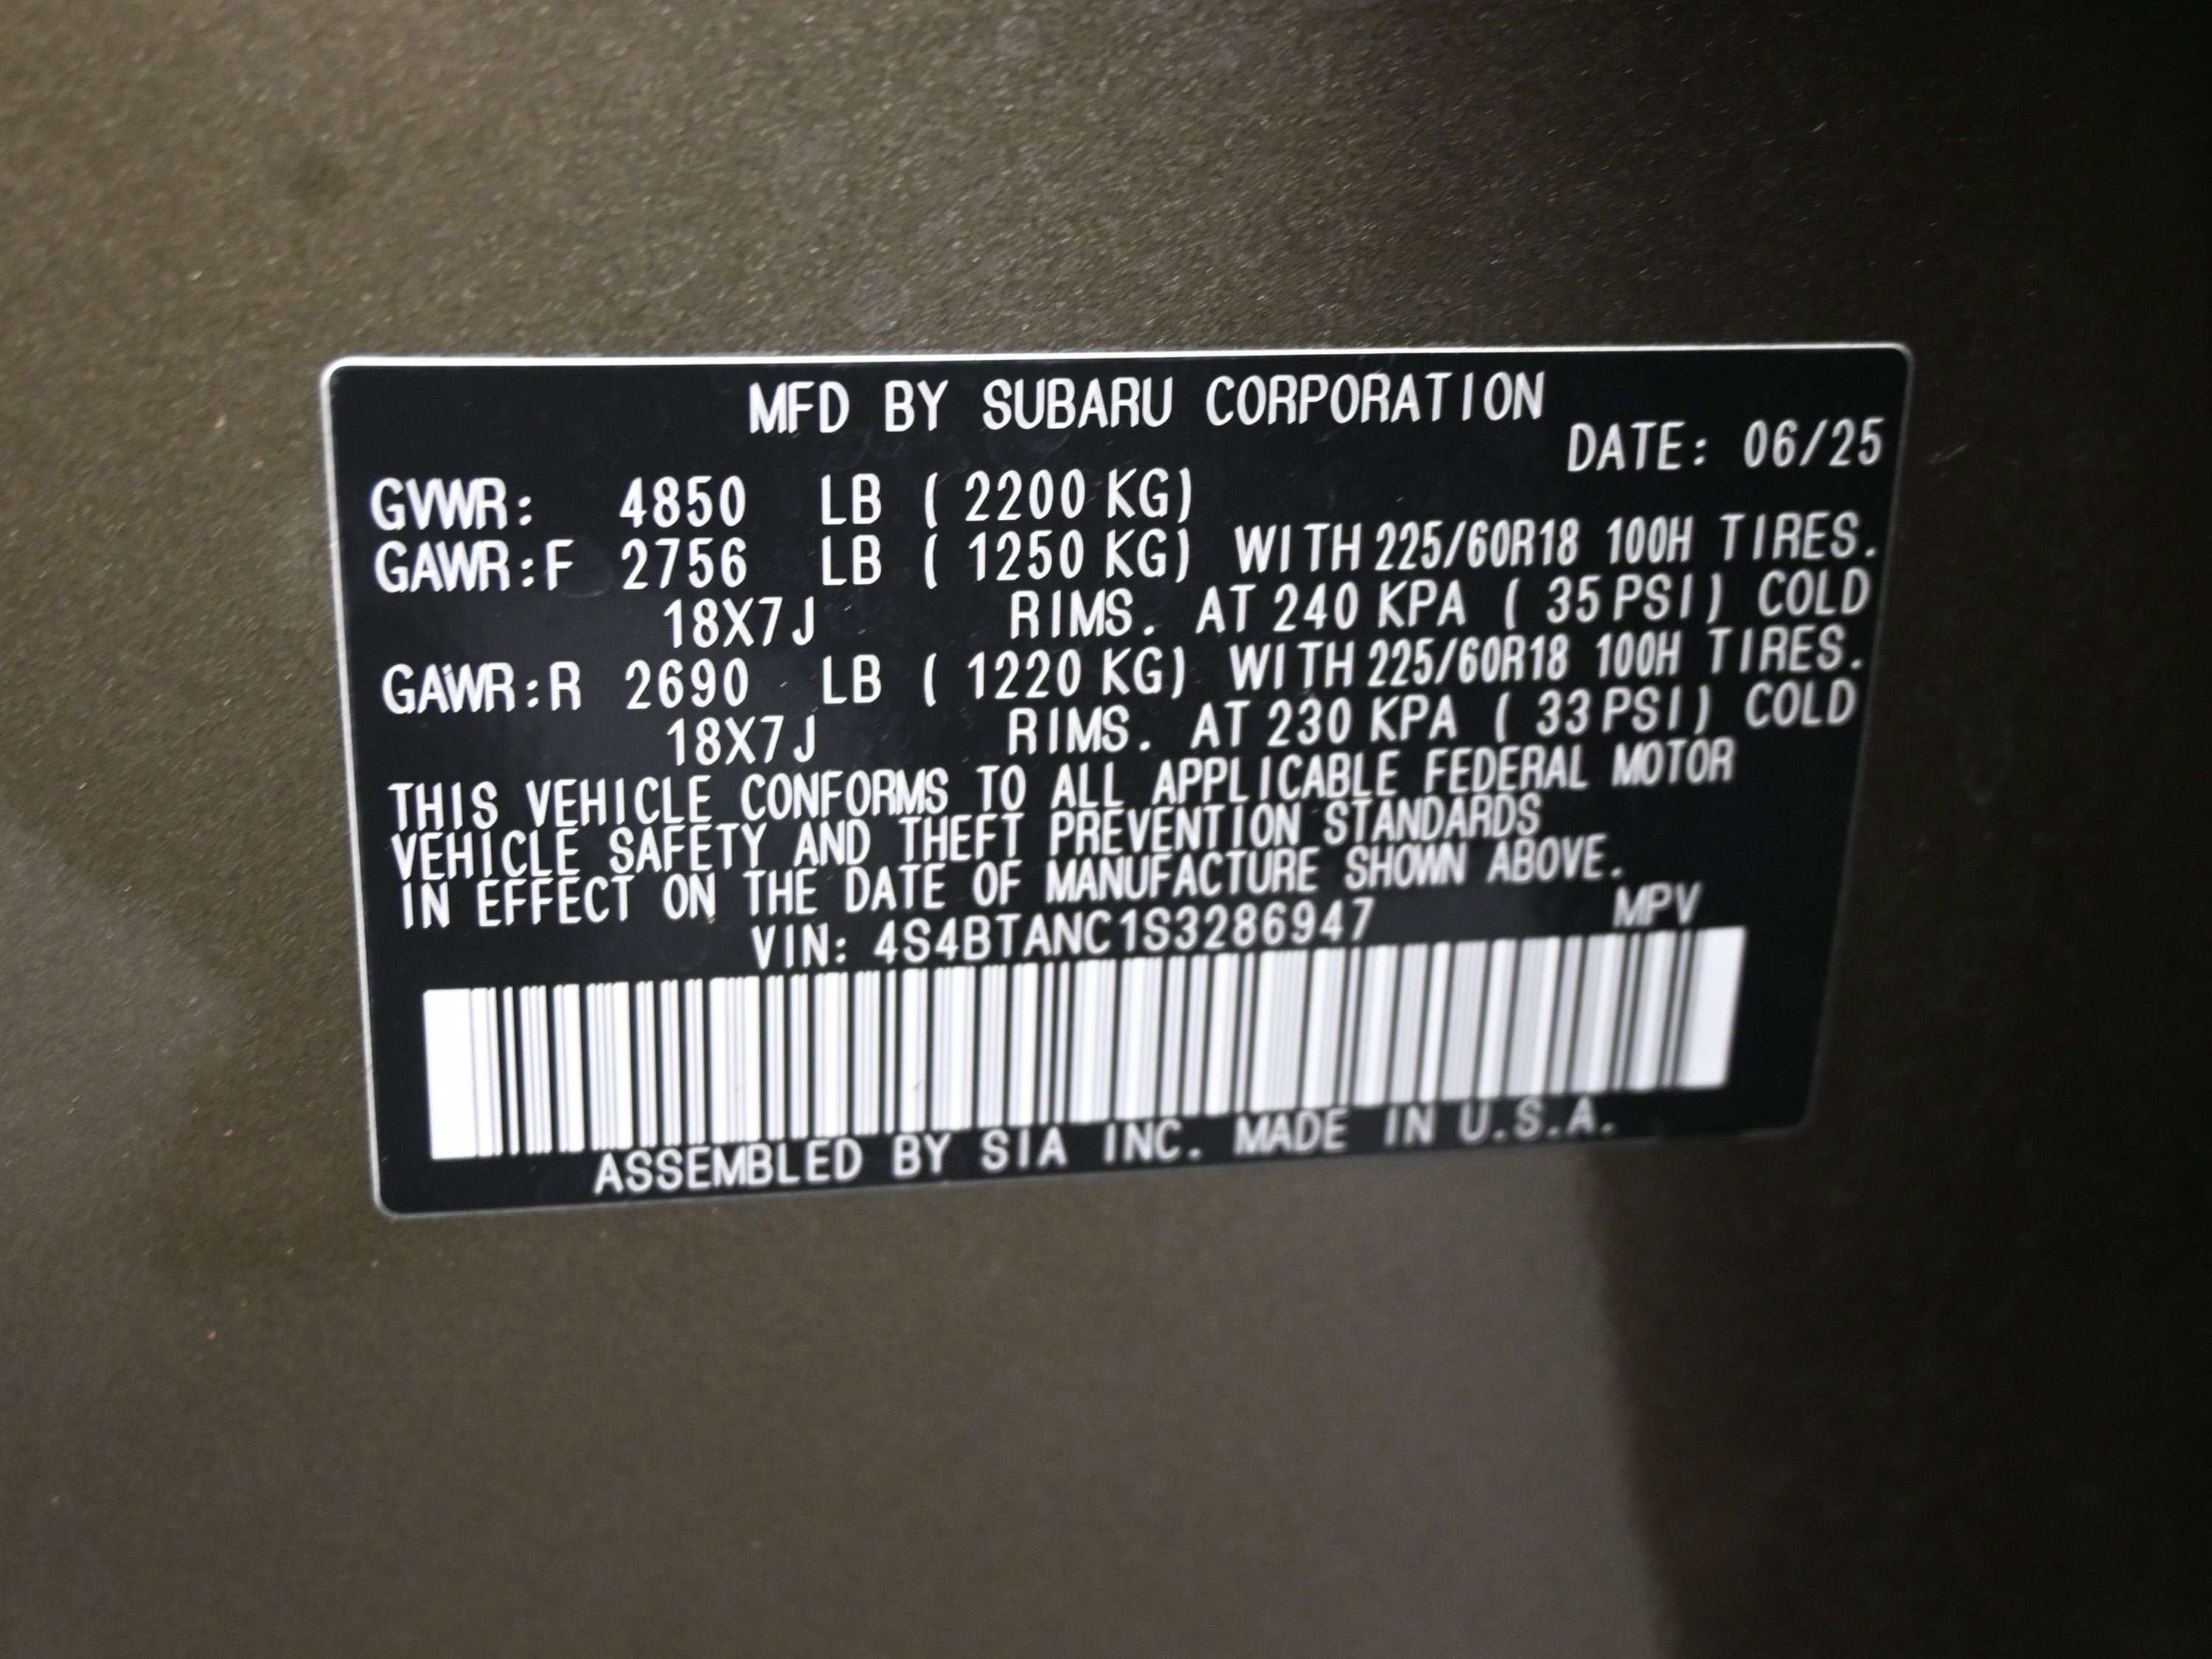 MFD BY SUBARU CORPORATION
DATE: 06/25
GVWR: 4850 LB ( 2200 KG)
GAWR:F 2756 LB ( 1250 KG) WITH 225/60R18 100H TIRES.
18X7J RIMS. AT 240 KPA ( 35 PSI) COLD
GAWR:R 2690 LB ( 1220 KG) WITH 225/60R18 100H TIRES.
18X7J RIMS. AT 230 KPA ( 33 PSI) COLD
THIS VEHICLE CONFORMS TO ALL APPLICABLE FEDERAL MOTOR
VEHICLE SAFETY AND THEFT PREVENTION STANDARDS
IN EFFECT ON THE DATE OF MANUFACTURE SHOWN ABOVE.
VIN: 4S4BTANC1S3286947 MPV
ASSEMBLED BY SIA INC. MADE IN U.S.A.